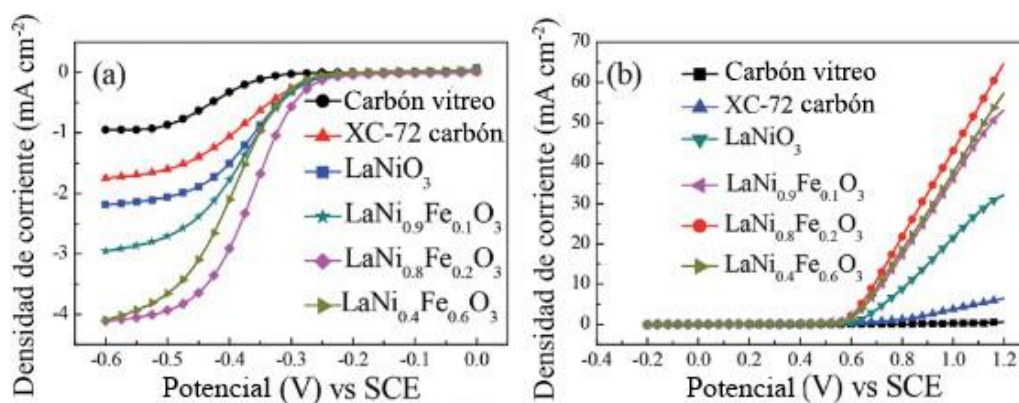 (a)
Densidad de corriente (mA cm⁻²)
0
-1
-2
-3
-4
Carbón vitreo
XC-72 carbón
LaNiO₃
LaNi₀.₉Fe₀.₁O₃
LaNi₀.₈Fe₀.₂O₃
LaNi₀.₄Fe₀.₆O₃
-0.6 -0.5 -0.4 -0.3 -0.2 -0.1 0.0
Potencial (V) vs SCE
(b)
Densidad de corriente (mA cm⁻²)
70
60
50
40
30
20
10
0
Carbón vitreo
XC-72 carbón
LaNiO₃
LaNi₀.₉Fe₀.₁O₃
LaNi₀.₈Fe₀.₂O₃
LaNi₀.₄Fe₀.₆O₃
-0.4 -0.2 0.0 0.2 0.4 0.6 0.8 1.0 1.2
Potencial (V) vs SCE